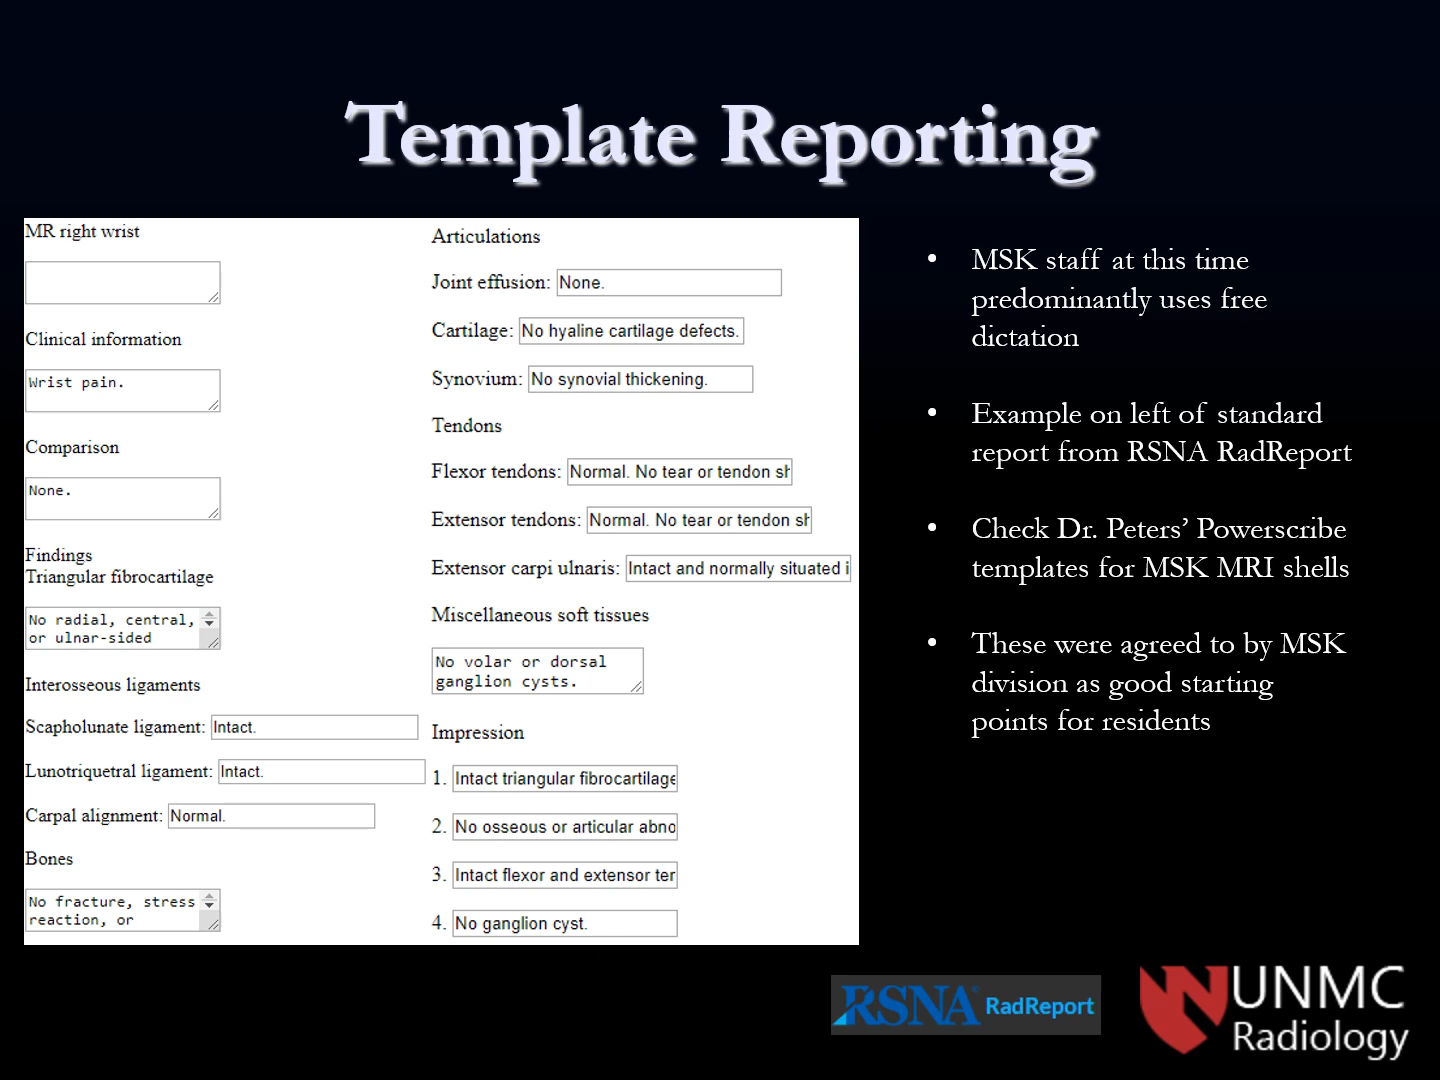 Template Reporting
MR right wrist
Clinical information
Wrist pain.
Comparison
None.
Findings
Triangular fibrocartilage
No radial, central,
or ulnar-sided
Interosseous ligaments
Scapholunate ligament: Intact.
Lunotriquetral ligament: Intact.
Carpal alignment: Normal.
Bones
No fracture, stress
reaction, or
Articulations
Joint effusion: None.
Cartilage: No hyaline cartilage defects.
Synovium: No synovial thickening.
Tendons
Flexor tendons: Normal. No tear or tendon sh
Extensor tendons: Normal. No tear or tendon sh
Extensor carpi ulnaris: Intact and normally situated i
Miscellaneous soft tissues
No volar or dorsal
ganglion cysts.
Impression
1. Intact triangular fibrocartilage
2. No osseous or articular abno
3. Intact flexor and extensor ter
4. No ganglion cyst.
• MSK staff at this time
predominantly uses free
dictation
• Example on left of standard
report from RSNA RadReport
• Check Dr. Peters’ Powerscribe
templates for MSK MRI shells
• These were agreed to by MSK
division as good starting
points for residents
RSNA® RadReport
UNMC
Radiology